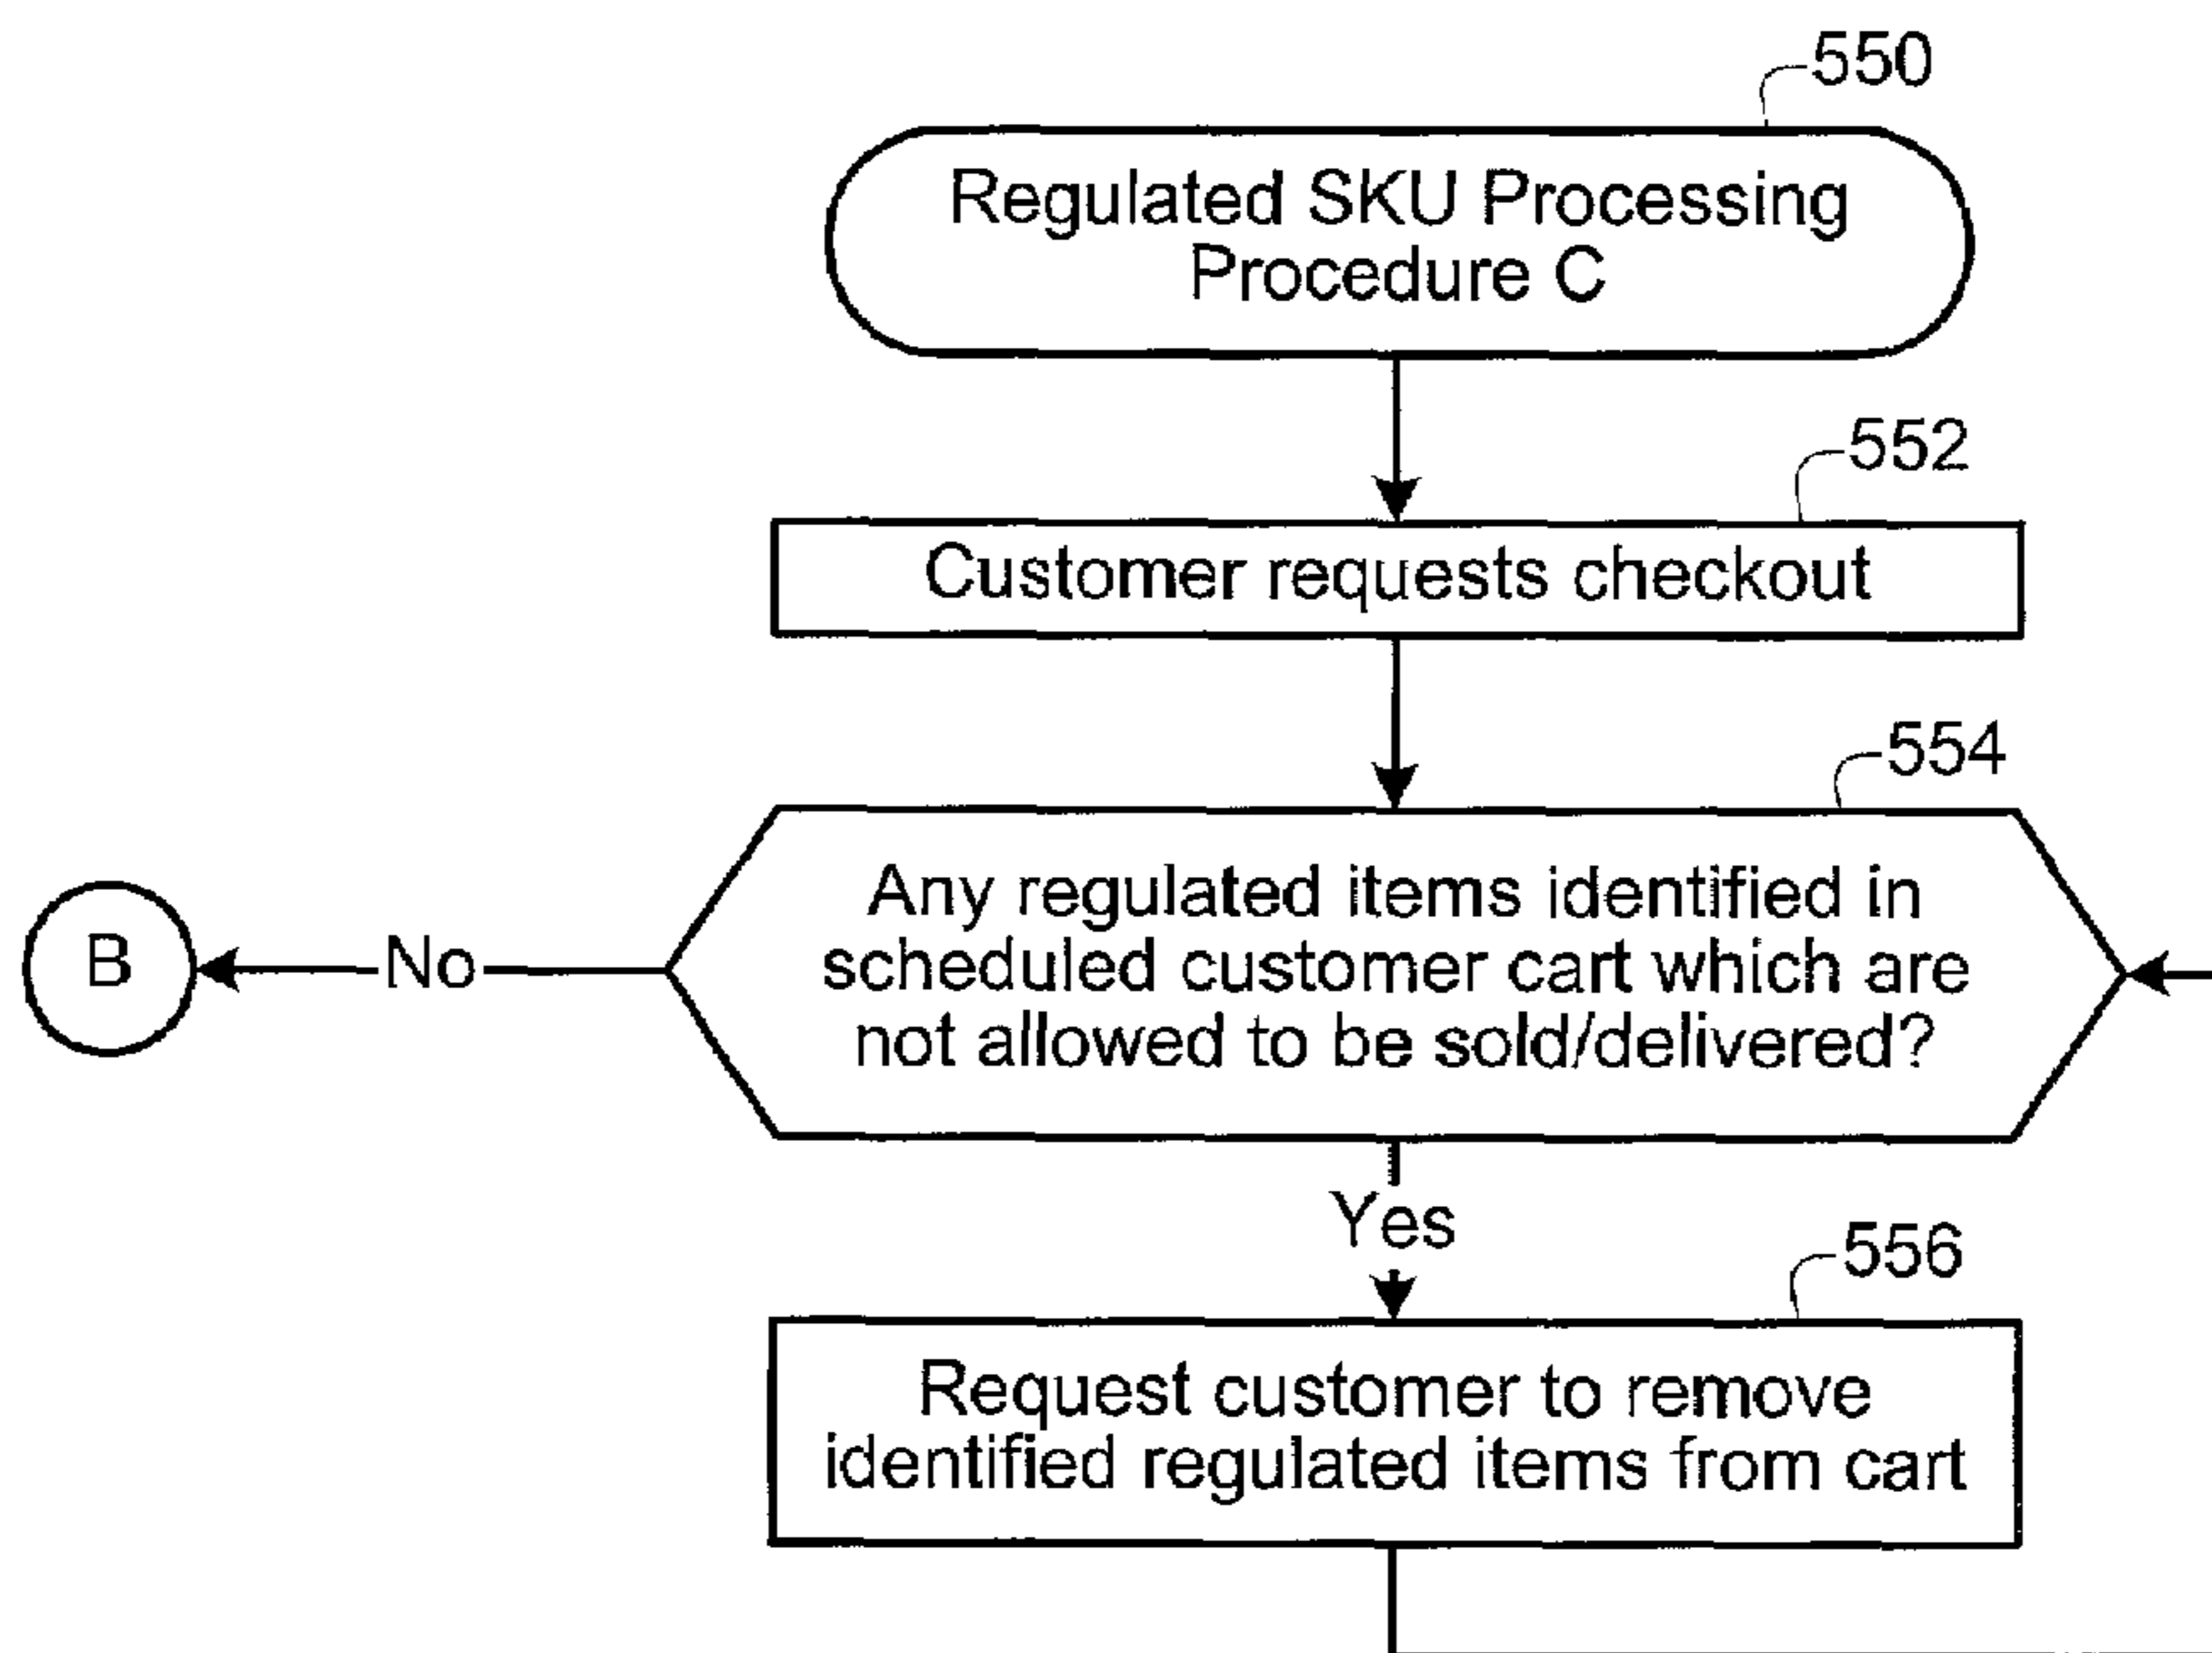 550
Regulated SKU Processing
Procedure C
552
Customer requests checkout
554
Any regulated items identified in
scheduled customer cart which are
not allowed to be sold/delivered?
B
No
Yes
556
Request customer to remove
identified regulated items from cart